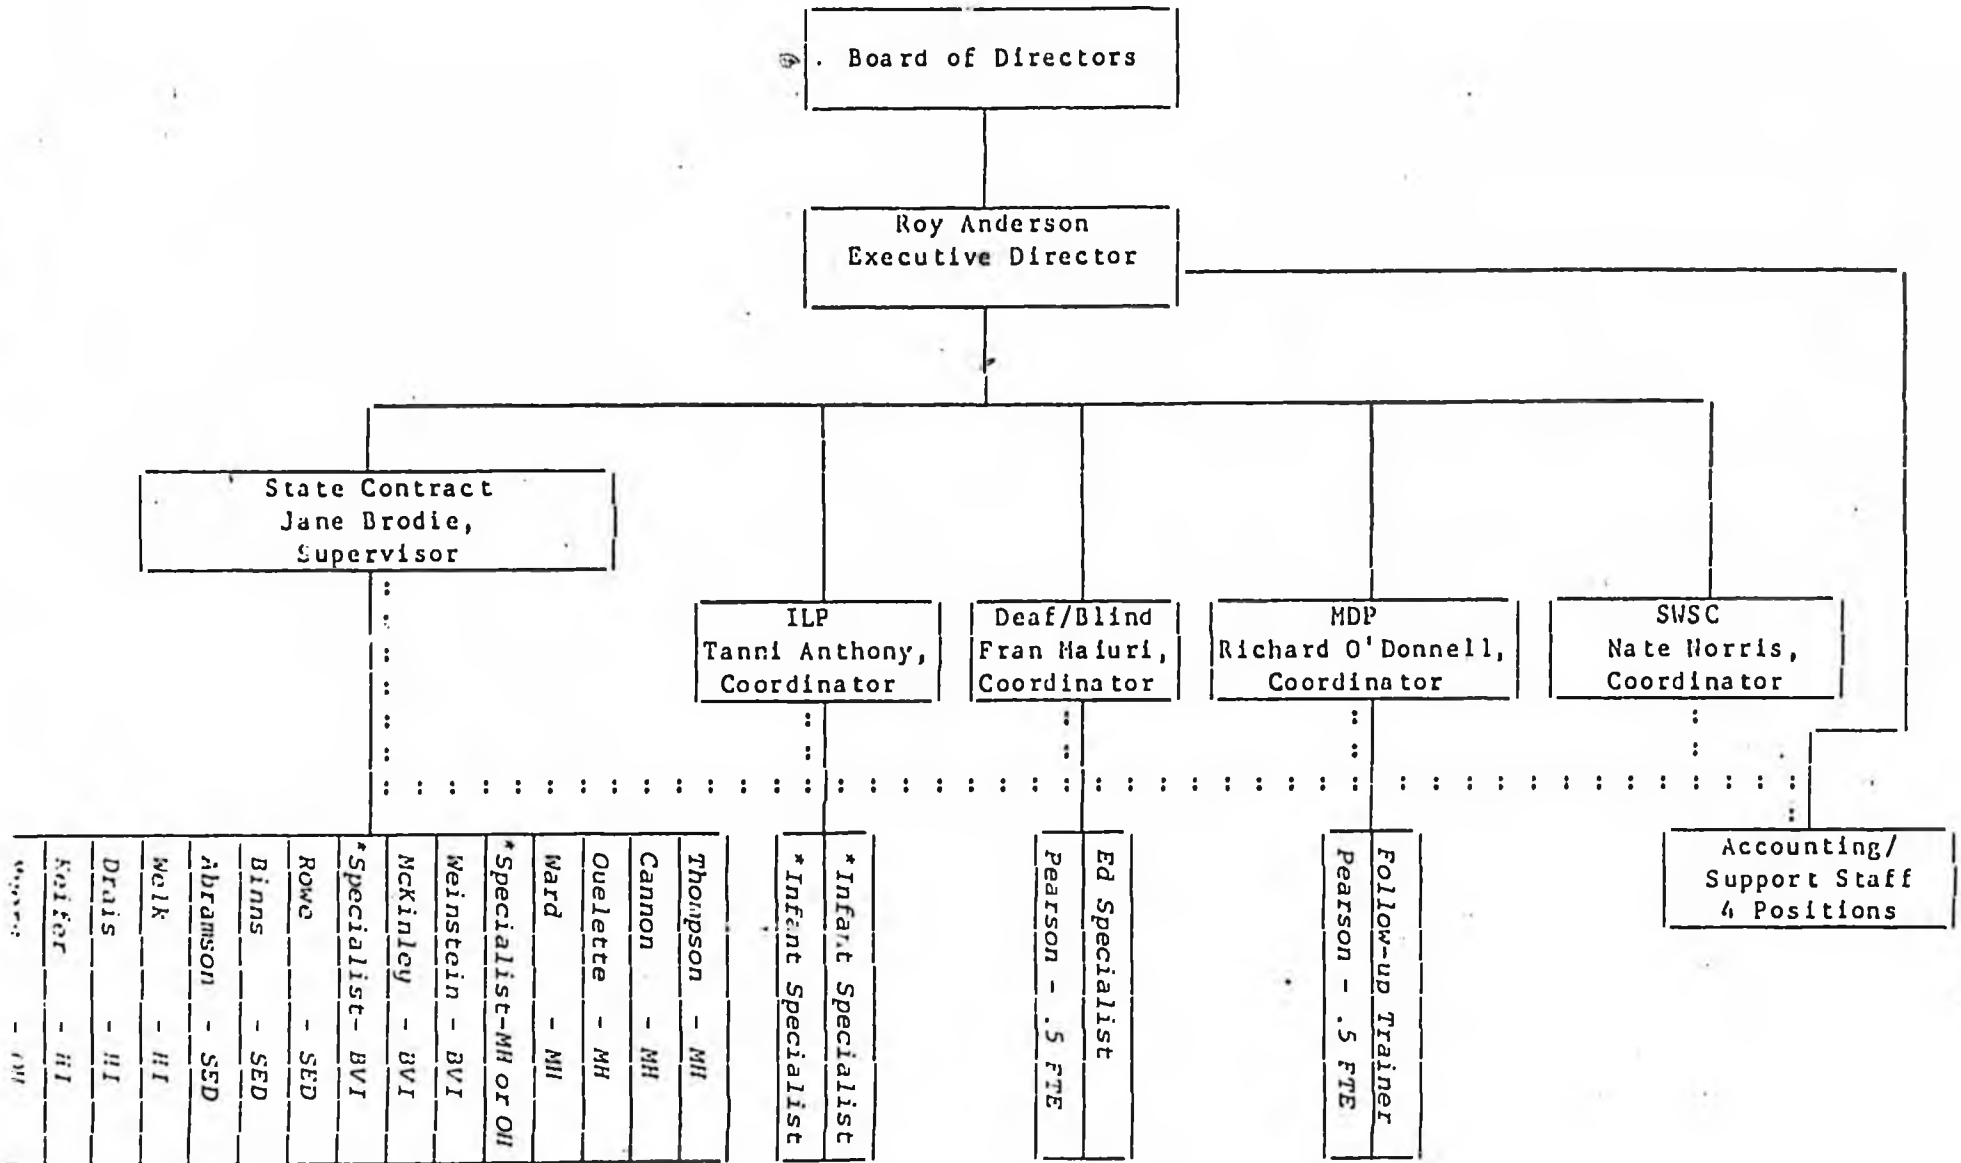 Board of Directors
Roy Anderson
Executive Director
State Contract
Jane Brodie,
Supervisor
ILP
Tanni Anthony,
Coordinator
Deaf/Blind
Fran Maiuri,
Coordinator
MDP
Richard O'Donnell,
Coordinator
SWSC
Nate Norris,
Coordinator
Accounting/
Support Staff
4 Positions
Thompson - MH
Cannon - MH
Ouelette - MH
Ward - MH
*Specialist-MH or OH
Weinstein - BVI
McKinley - BVI
*Specialist- BVI
Rowe - SED
Binns - SED
Abramson - SED
Welk - HI
Drais - HI
Keifer - HI
*Infant Specialist
*Infant Specialist
Ed Specialist
Pearson - .5 FTE
Follow-up Trainer
Pearson - .5 FTE